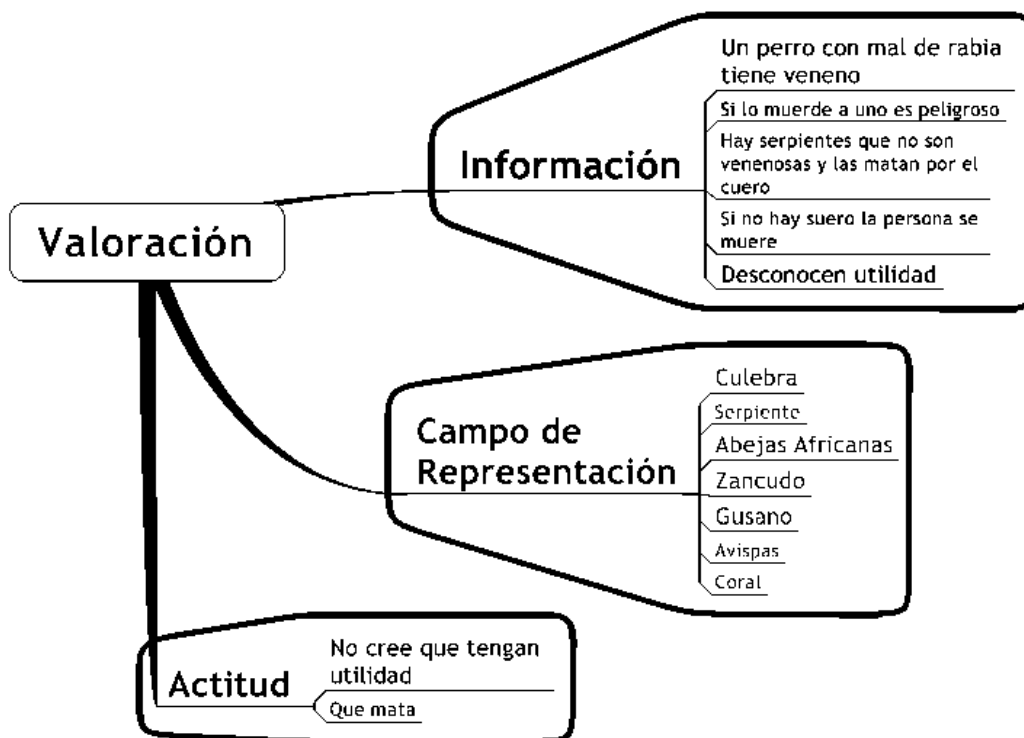 Valoración
Información
Un perro con mal de rabia
tiene veneno
Si lo muerde a uno es peligroso
Hay serpientes que no son
venenosas y las matan por el
cuero
Si no hay suero la persona se
muere
Desconocen utilidad
Campo de
Representación
Culebra
Serpiente
Abejas Africanas
Zancudo
Gusano
Avispas
Coral
Actitud
No cree que tengan
utilidad
Que mata